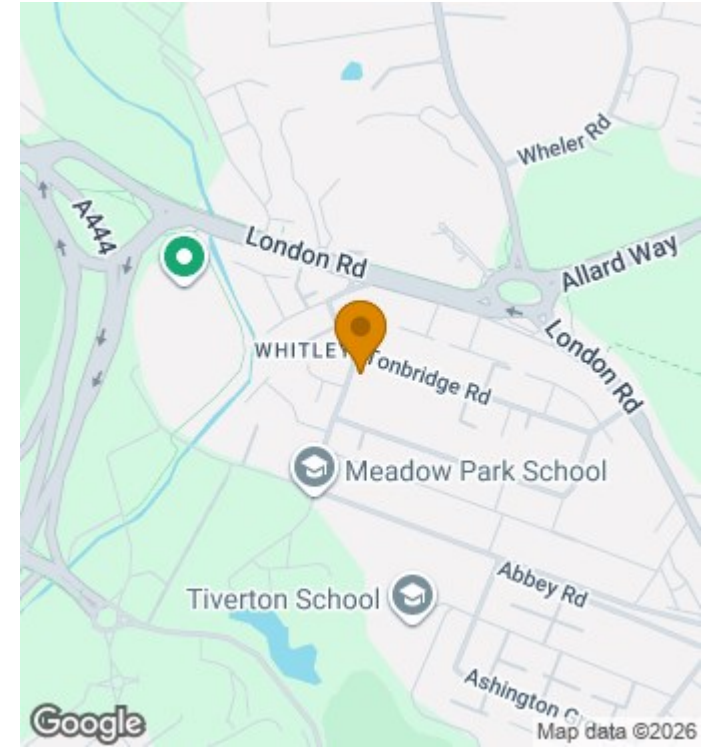 Wheler Rd
A444
London Rd
Allard Way
WHITLEY
Tonbridge Rd
London Rd
Meadow Park School
Abbey Rd
Tiverton School
Ashington
Google
Map data ©2026